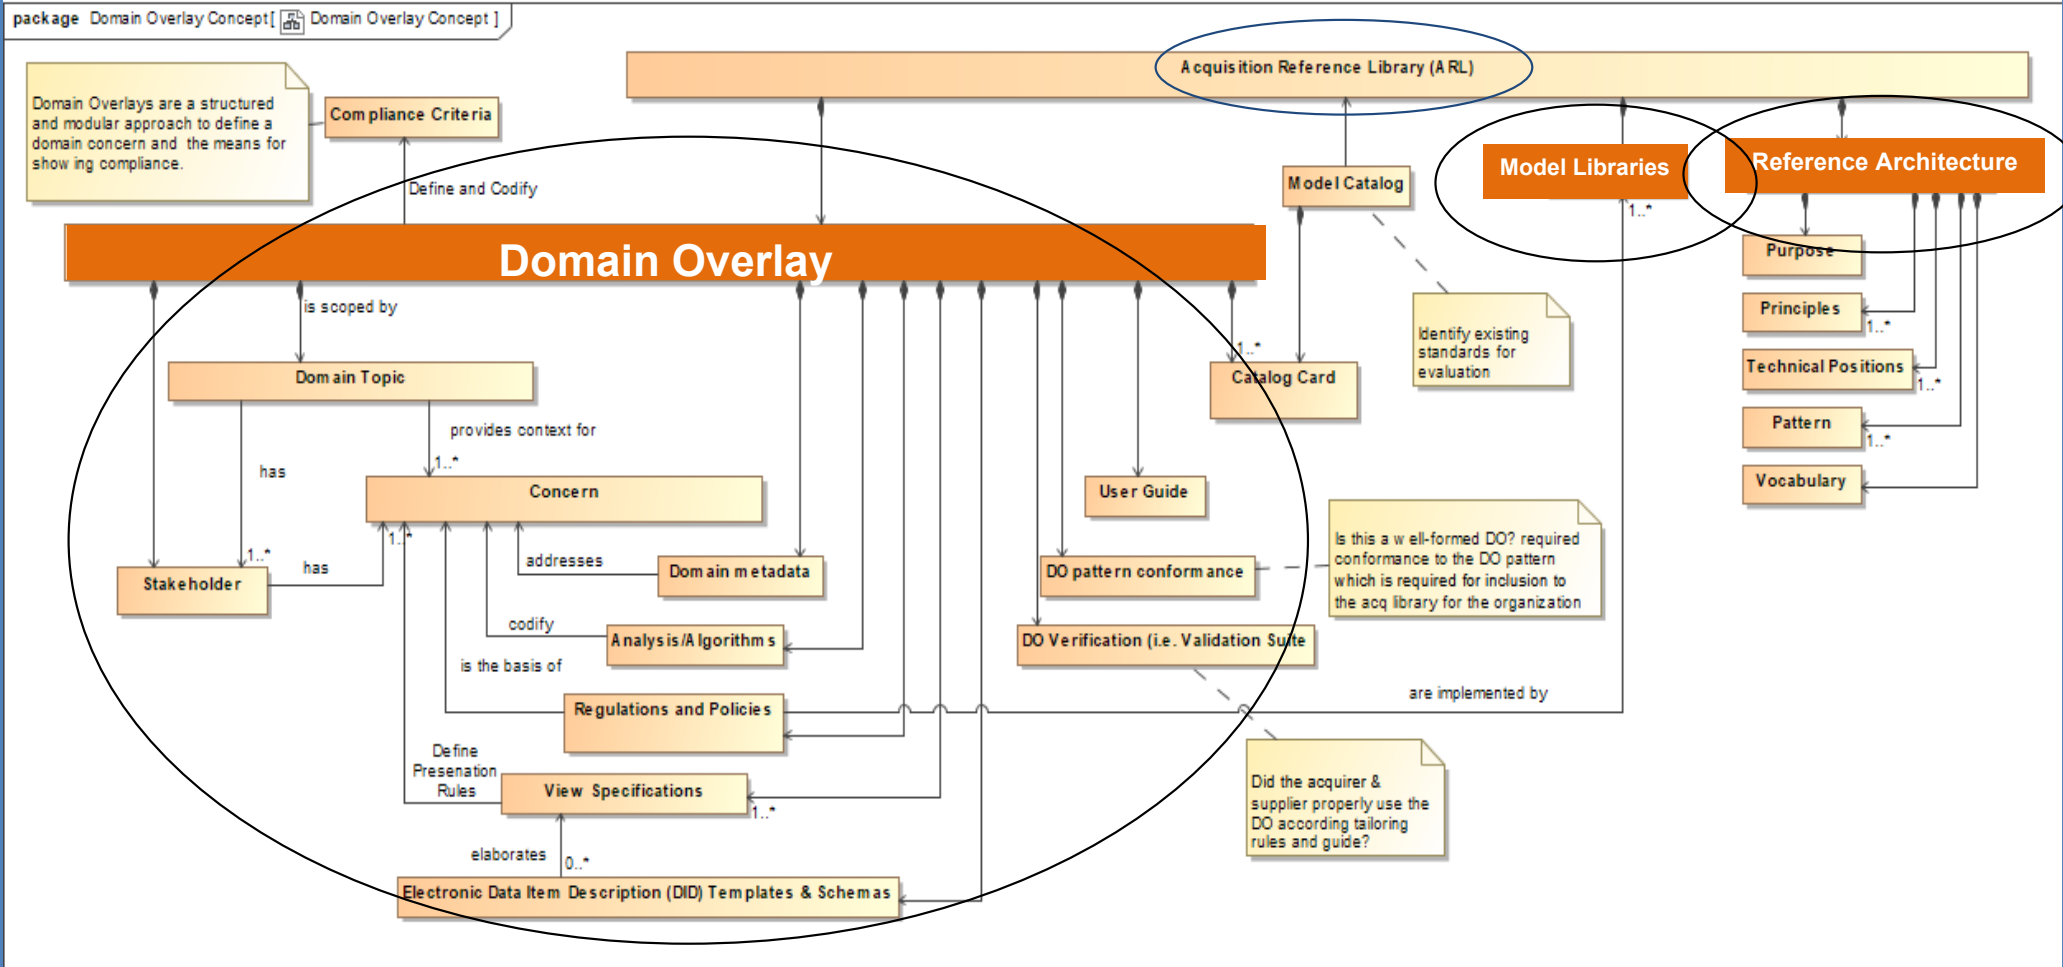 package Domain Overlay Concept[ Domain Overlay Concept ]
Acquisition Reference Library (ARL)
Domain Overlays are a structured
and modular approach to define a
domain concern and the means for
show ing compliance.
Compliance Criteria
Define and Codify
Model Catalog
Model Libraries
1..*
Reference Architecture
Domain Overlay
Purpose
Principles
1..*
Technical Positions
1..*
Pattern
1..*
Vocabulary
is scoped by
Domain Topic
provides context for
1..*
has
Concern
1..*
1..*
Stakeholder
has
addresses
Domain metadata
codify
Analysis/Algorithms
is the basis of
Regulations and Policies
are implemented by
Define
Presenation
Rules
View Specifications
1..*
elaborates
0..*
Electronic Data Item Description (DID) Templates & Schemas
1..*
Catalog Card
Identify existing
standards for
evaluation
User Guide
DO pattern conformance
Is this a w ell-formed DO? required
conformance to the DO pattern
which is required for inclusion to
the acq library for the organization
DO Verification (i.e. Validation Suite
Did the acquirer &
supplier properly use the
DO according tailoring
rules and guide?